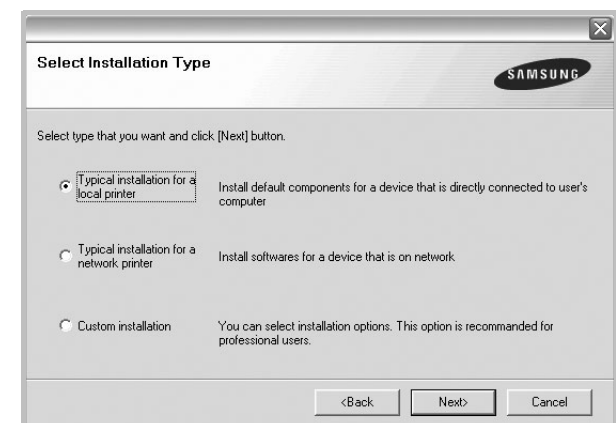 Select Installation Type
SAMSUNG
Select type that you want and click [Next] button.
Typical installation for a
local printer
Install default components for a device that is directly connected to user's
computer
Typical installation for a
network printer
Install softwares for a device that is on network
Custom installation
You can select installation options. This option is recommanded for
professional users.
<Back
Next>
Cancel